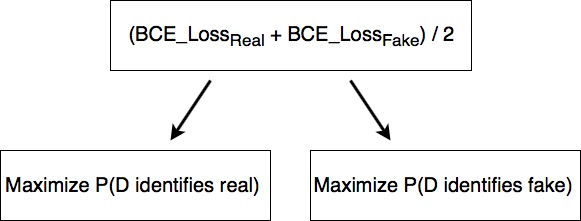 (BCE_LossReal + BCE_LossFake) / 2
Maximize P(D identifies real)
Maximize P(D identifies fake)